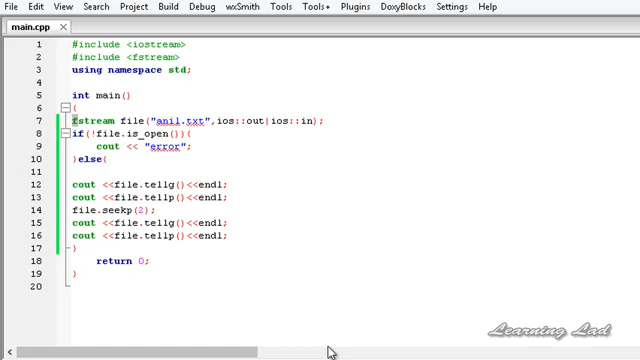 File Edit View Search Project Build Debug wxSmith Tools Tools+ Plugins DoxyBlocks Settings Help
main.cpp
1 #include <iostream>
2 #include <fstream>
3 using namespace std;
4
5 int main()
6 {
7 fstream file("anil.txt",ios::out|ios::in);
8 if(!file.is_open()){
9 cout << "error";
10 }else{
11
12 cout <<file.tellg()<<endl;
13 cout <<file.tellp()<<endl;
14 file.seekp(2);
15 cout <<file.tellg()<<endl;
16 cout <<file.tellp()<<endl;
17 }
18 return 0;
19 }
20
Learning Lad